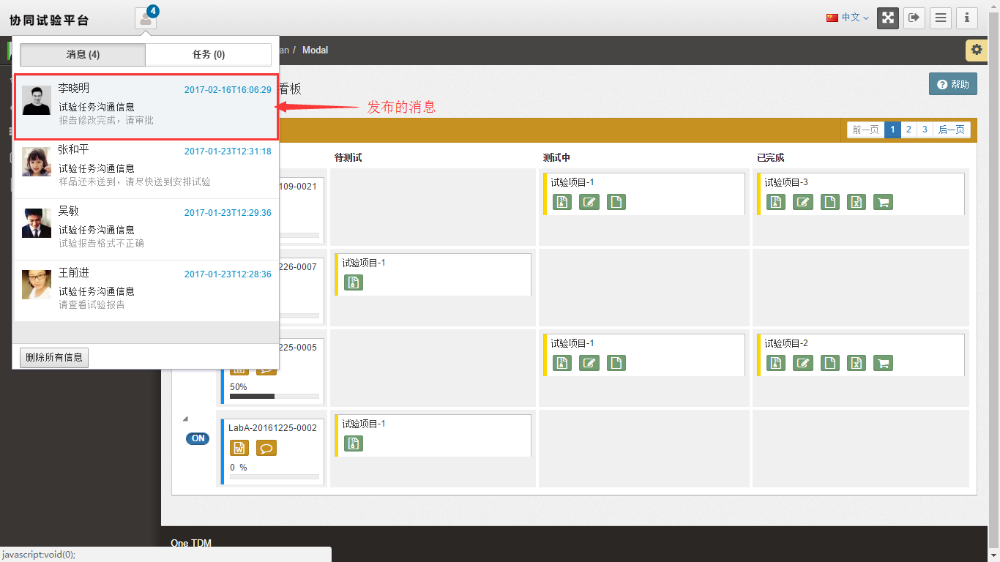 协同试验平台
4
中文
消息 (4)
任务 (0)
an / Modal
李晓明
2017-02-16T16:06:29
试验任务沟通信息
报告修改完成，请审批
张和平
2017-01-23T12:31:18
试验任务沟通信息
样品还未送到，请尽快送到安排试验
吴敏
2017-01-23T12:29:36
试验任务沟通信息
试验报告格式不正确
王前进
2017-01-23T12:28:36
试验任务沟通信息
请查看试验报告
删除所有信息
看板
帮助
发布的消息
前一页 1 2 3 后一页
待测试
测试中
已完成
109-0021
试验项目-1
试验项目-3
226-0007
试验项目-1
225-0005
50%
试验项目-1
试验项目-2
ON
LabA-20161225-0002
0 %
试验项目-1
One TDM
javascript:void(0);